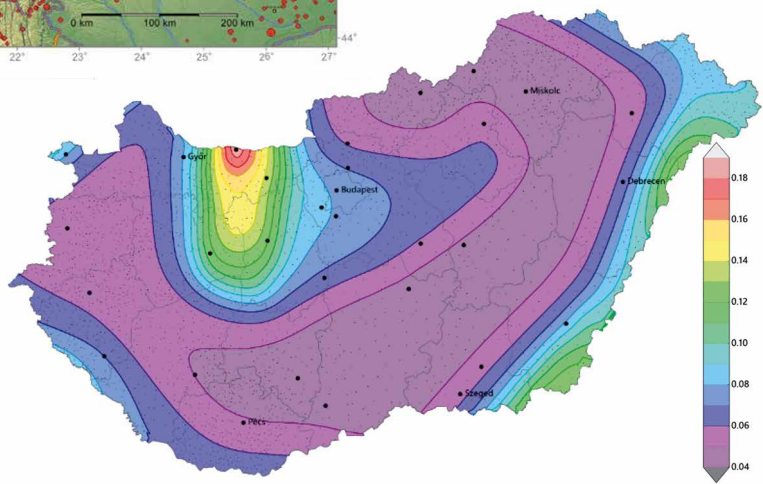 0 km 100 km 200 km
44°
22° 23° 24° 25° 26° 27°
Miskolc
Győr
Debrecen
Budapest
Szeged
Pécs
0.18
0.16
0.14
0.12
0.10
0.08
0.06
0.04